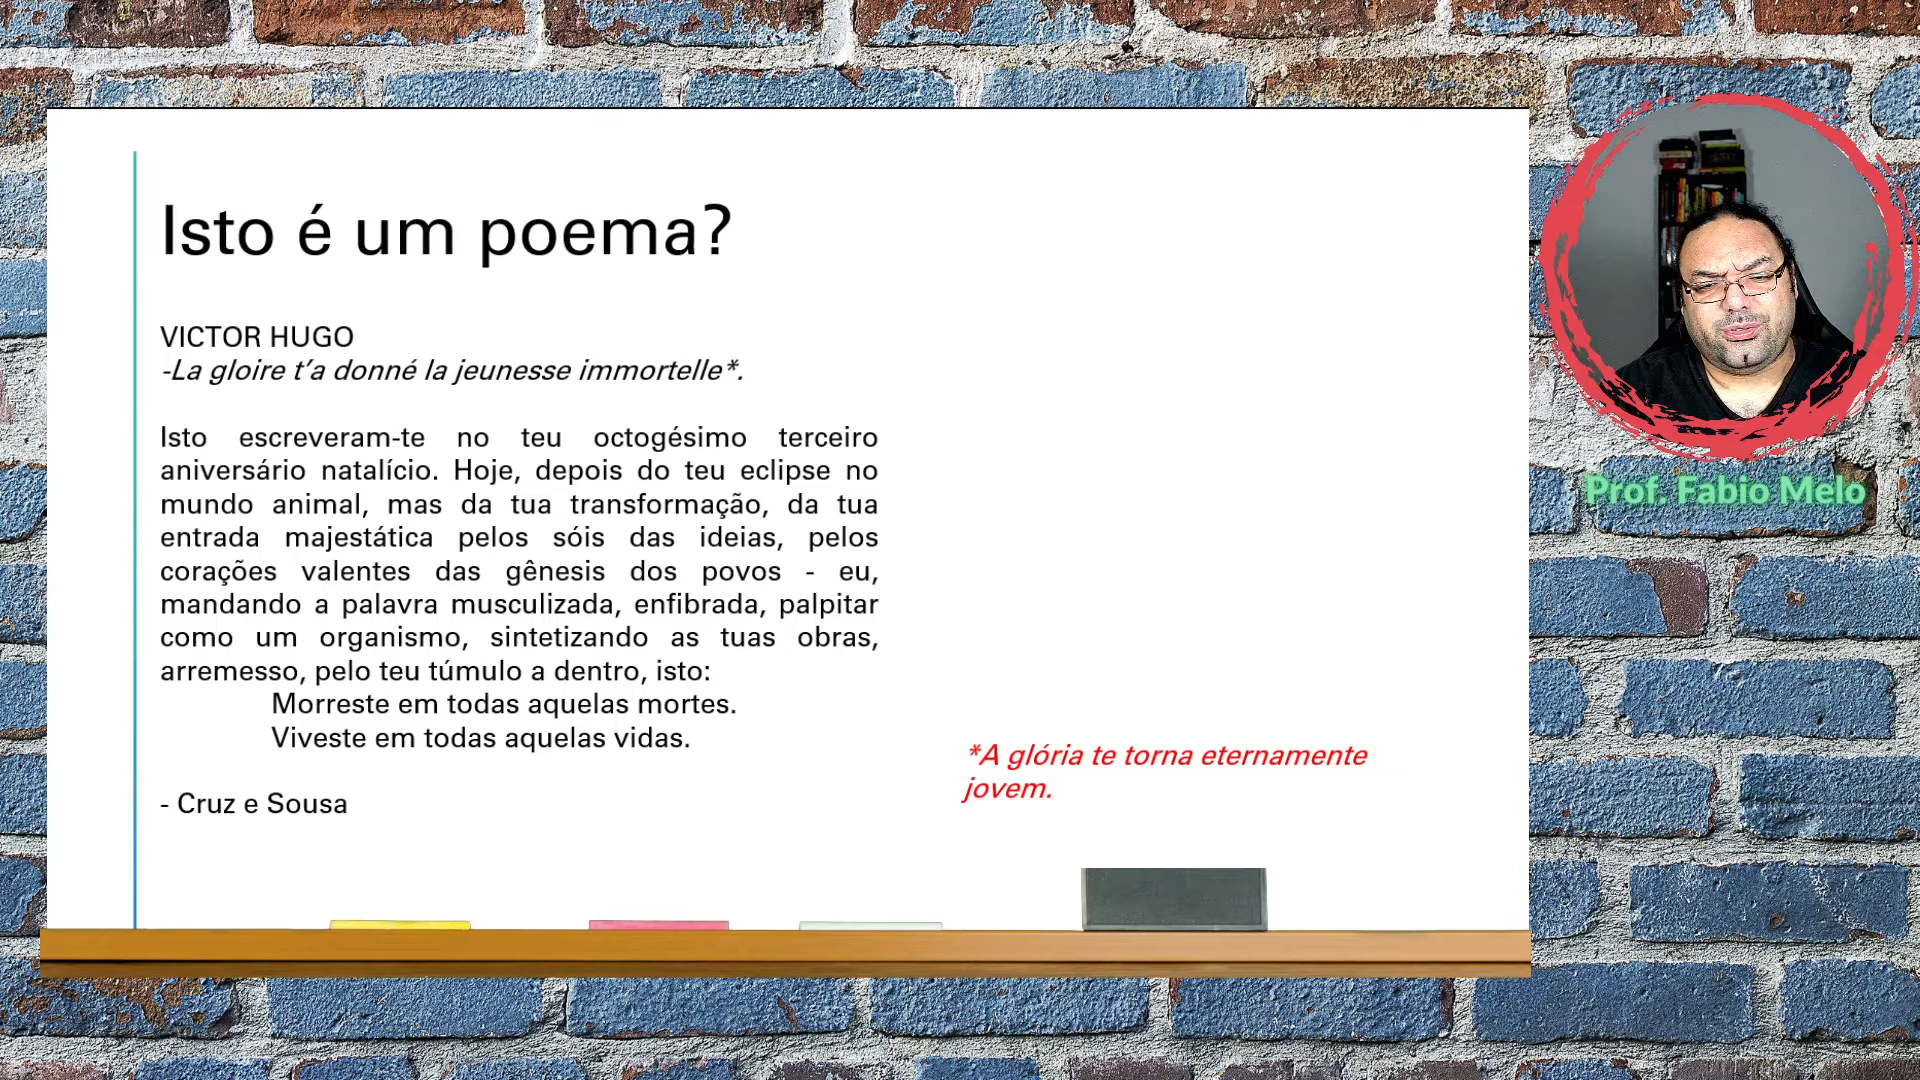 Isto é um poema?
VICTOR HUGO
-La gloire t’a donné la jeunesse immortelle*.
Isto escreveram-te no teu octogésimo terceiro
aniversário natalício. Hoje, depois do teu eclipse no
mundo animal, mas da tua transformação, da tua
entrada majestática pelos sóis das ideias, pelos
corações valentes das gênesis dos povos - eu,
mandando a palavra musculizada, enfibrada, palpitar
como um organismo, sintetizando as tuas obras,
arremesso, pelo teu túmulo a dentro, isto:
Morreste em todas aquelas mortes.
Viveste em todas aquelas vidas.
- Cruz e Sousa
*A glória te torna eternamente
jovem.
Prof. Fabio Melo